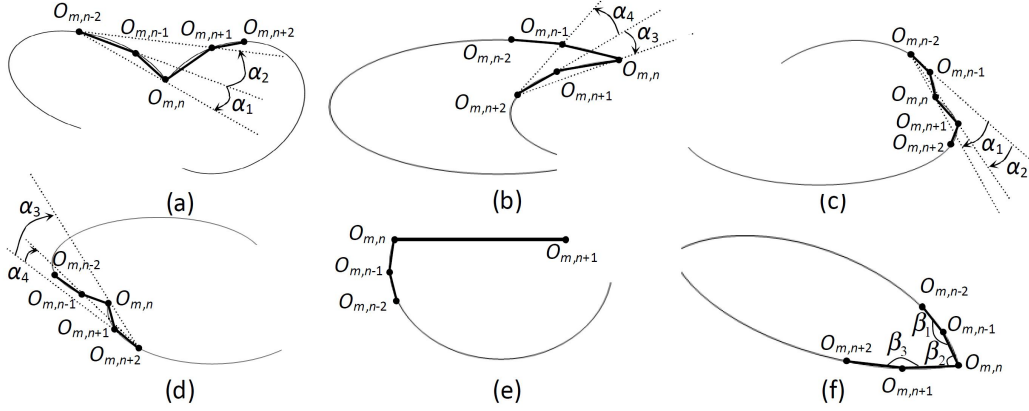 O_{m,n-2} O_{m,n-1} O_{m,n+1} O_{m,n+2}
O_{m,n}
α_2
α_1
(a)
α_4
α_3
O_{m,n-1}
O_{m,n-2}
O_{m,n}
O_{m,n+2} O_{m,n+1}
(b)
O_{m,n-2}
O_{m,n-1}
O_{m,n}
O_{m,n+1}
O_{m,n+2}
α_1
α_2
(c)
α_3
α_4
O_{m,n-2}
O_{m,n-1} O_{m,n}
O_{m,n+1}
O_{m,n+2}
(d)
O_{m,n}
O_{m,n+1}
O_{m,n-1}
O_{m,n-2}
(e)
O_{m,n-2}
O_{m,n-1}
β_1
O_{m,n+2} β_3 β_2 O_{m,n}
O_{m,n+1}
(f)